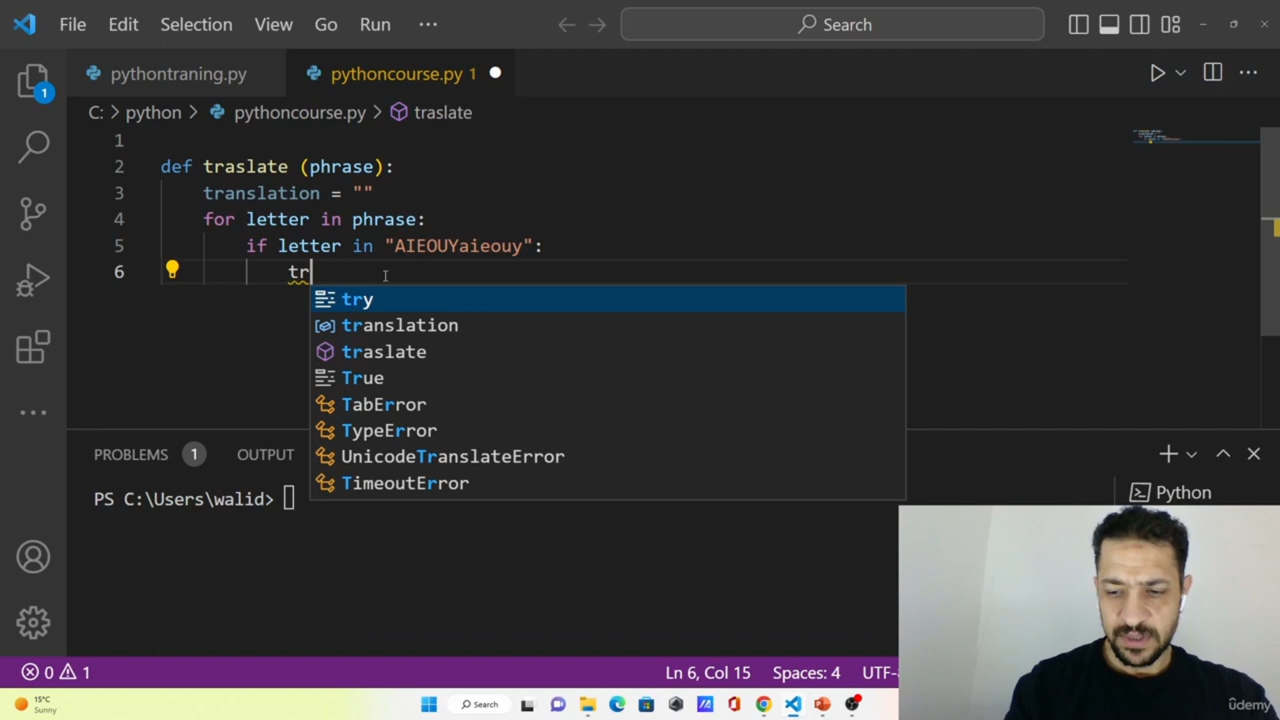 File Edit Selection View Go Run ··· Search
pythontraning.py pythoncourse.py 1
1
C: > python > pythoncourse.py > traslate
1
2 def traslate (phrase):
3 translation = ""
4 for letter in phrase:
5 if letter in "AIEOUYaieouy":
6 tr
try
translation
traslate
True
TabError
TypeError
UnicodeTranslateError
TimeoutError
PROBLEMS 1 OUTPUT
PS C:\Users\walid>
Python
0 1 Ln 6, Col 15 Spaces: 4 UTF-8
15°C
Sunny
Search
udemy